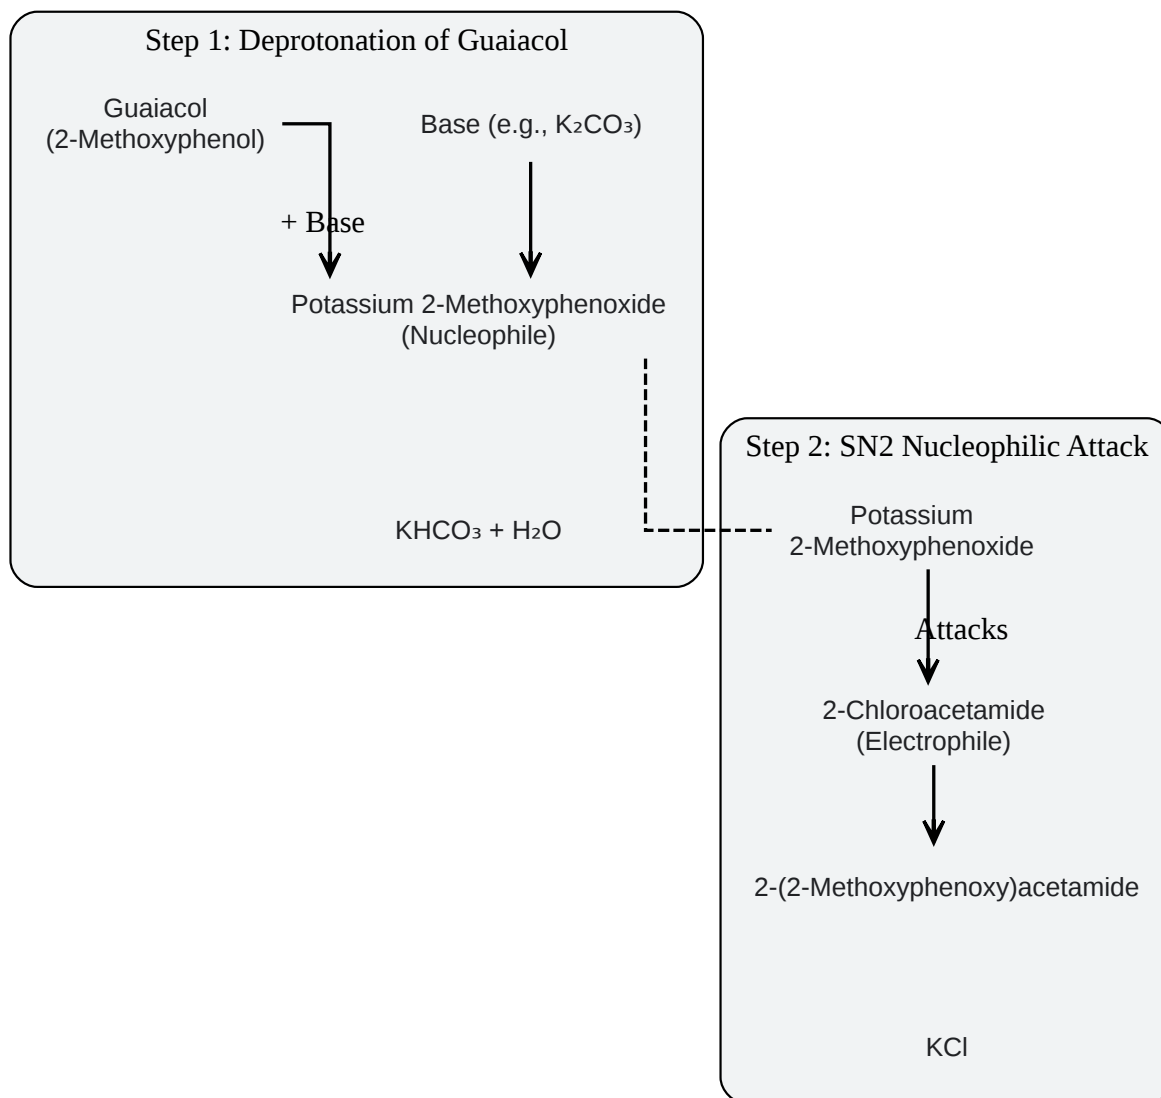 Step 1: Deprotonation of Guaiacol
Guaiacol
(2-Methoxyphenol)
Base (e.g., K₂CO₃)
+ Base
Potassium 2-Methoxyphenoxide
(Nucleophile)
KHCO₃ + H₂O
Step 2: SN2 Nucleophilic Attack
Potassium
2-Methoxyphenoxide
Attacks
2-Chloroacetamide
(Electrophile)
2-(2-Methoxyphenoxy)acetamide
KCl